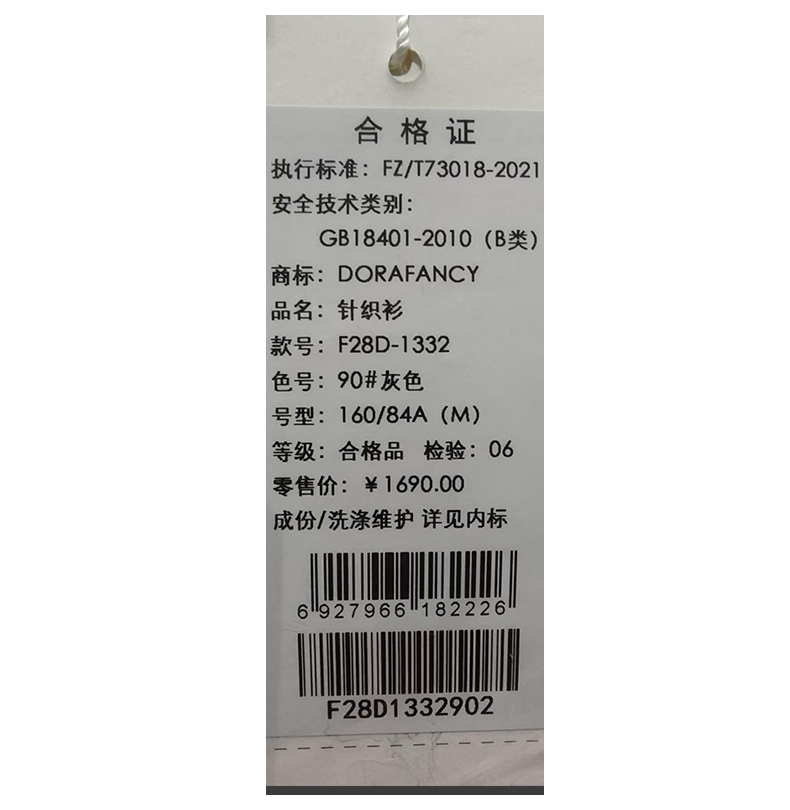 合格证
执行标准：FZ/T73018-2021
安全技术类别：
GB18401-2010（B类）
商标：DORAFANCY
品名：针织衫
款号：F28D-1332
色号：90#灰色
号型：160/84A（M）
等级：合格品 检验：06
零售价：￥1690.00
成份/洗涤维护 详见内标
6 927966 182226
F28D1332902